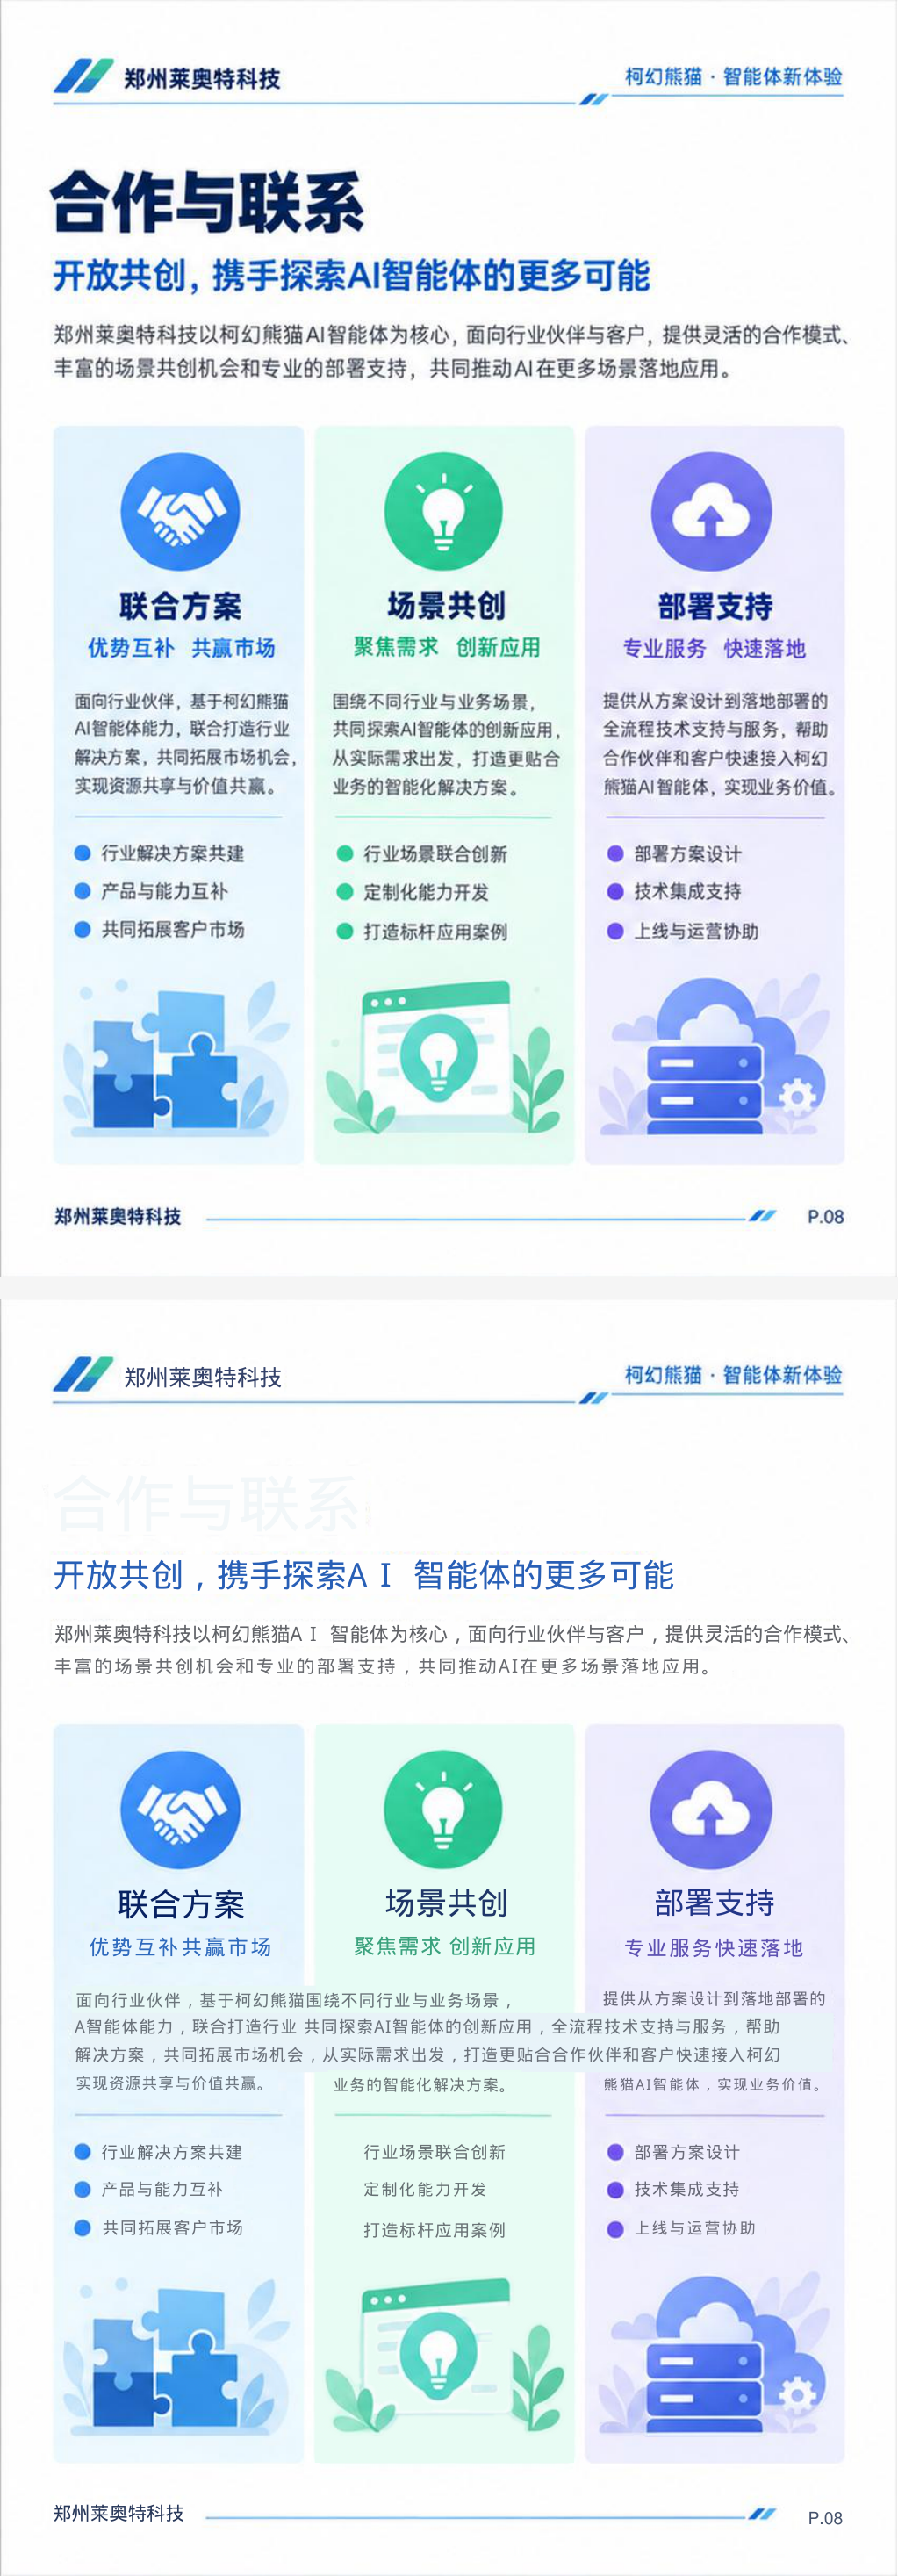 郑州莱奥特科技
柯幻熊猫 · 智能体新体验
合作与联系
开放共创，携手探索AI智能体的更多可能
郑州莱奥特科技以柯幻熊猫AI智能体为核心，面向行业伙伴与客户，提供灵活的合作模式、
丰富的场景共创机会和专业的部署支持，共同推动AI在更多场景落地应用。
联合方案
优势互补 共赢市场
面向行业伙伴，基于柯幻熊猫
AI智能体能力，联合打造行业
解决方案，共同拓展市场机会，
实现资源共享与价值共赢。
行业解决方案共建
产品与能力互补
共同拓展客户市场
场景共创
聚焦需求 创新应用
围绕不同行业与业务场景，
共同探索AI智能体的创新应用，
从实际需求出发，打造更贴合
业务的智能化解决方案。
行业场景联合创新
定制化能力开发
打造标杆应用案例
部署支持
专业服务 快速落地
提供从方案设计到落地部署的
全流程技术支持与服务，帮助
合作伙伴和客户快速接入柯幻
熊猫AI智能体，实现业务价值。
部署方案设计
技术集成支持
上线与运营协助
郑州莱奥特科技
P.08
郑州莱奥特科技
柯幻熊猫 · 智能体新体验
合作与联系
开放共创，携手探索AI 智能体的更多可能
郑州莱奥特科技以柯幻熊猫AI 智能体为核心，面向行业伙伴与客户，提供灵活的合作模式、
丰富的场景共创机会和专业的部署支持，共同推动AI在更多场景落地应用。
联合方案
优势互补共赢市场
场景共创
聚焦需求 创新应用
部署支持
专业服务快速落地
面向行业伙伴，基于柯幻熊猫围绕不同行业与业务场景，
提供从方案设计到落地部署的
A智能体能力，联合打造行业 共同探索AI智能体的创新应用，全流程技术支持与服务，帮助
解决方案，共同拓展市场机会，从实际需求出发，打造更贴合合作伙伴和客户快速接入柯幻
实现资源共享与价值共赢。
业务的智能化解决方案。
熊猫AI智能体，实现业务价值。
行业解决方案共建
产品与能力互补
共同拓展客户市场
行业场景联合创新
定制化能力开发
打造标杆应用案例
部署方案设计
技术集成支持
上线与运营协助
郑州莱奥特科技
P.08